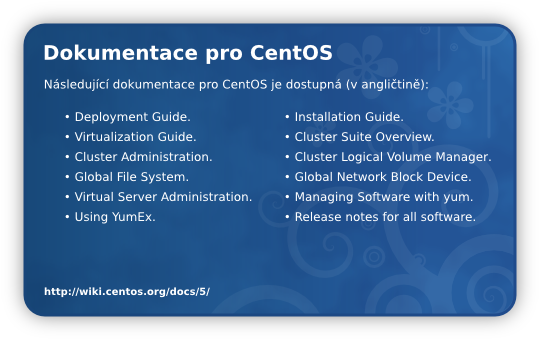 Dokumentace pro CentOS
Následující dokumentace pro CentOS je dostupná (v angličtině):
• Deployment Guide.
• Virtualization Guide.
• Cluster Administration.
• Global File System.
• Virtual Server Administration.
• Using YumEx.
• Installation Guide.
• Cluster Suite Overview.
• Cluster Logical Volume Manager.
• Global Network Block Device.
• Managing Software with yum.
• Release notes for all software.
http://wiki.centos.org/docs/5/